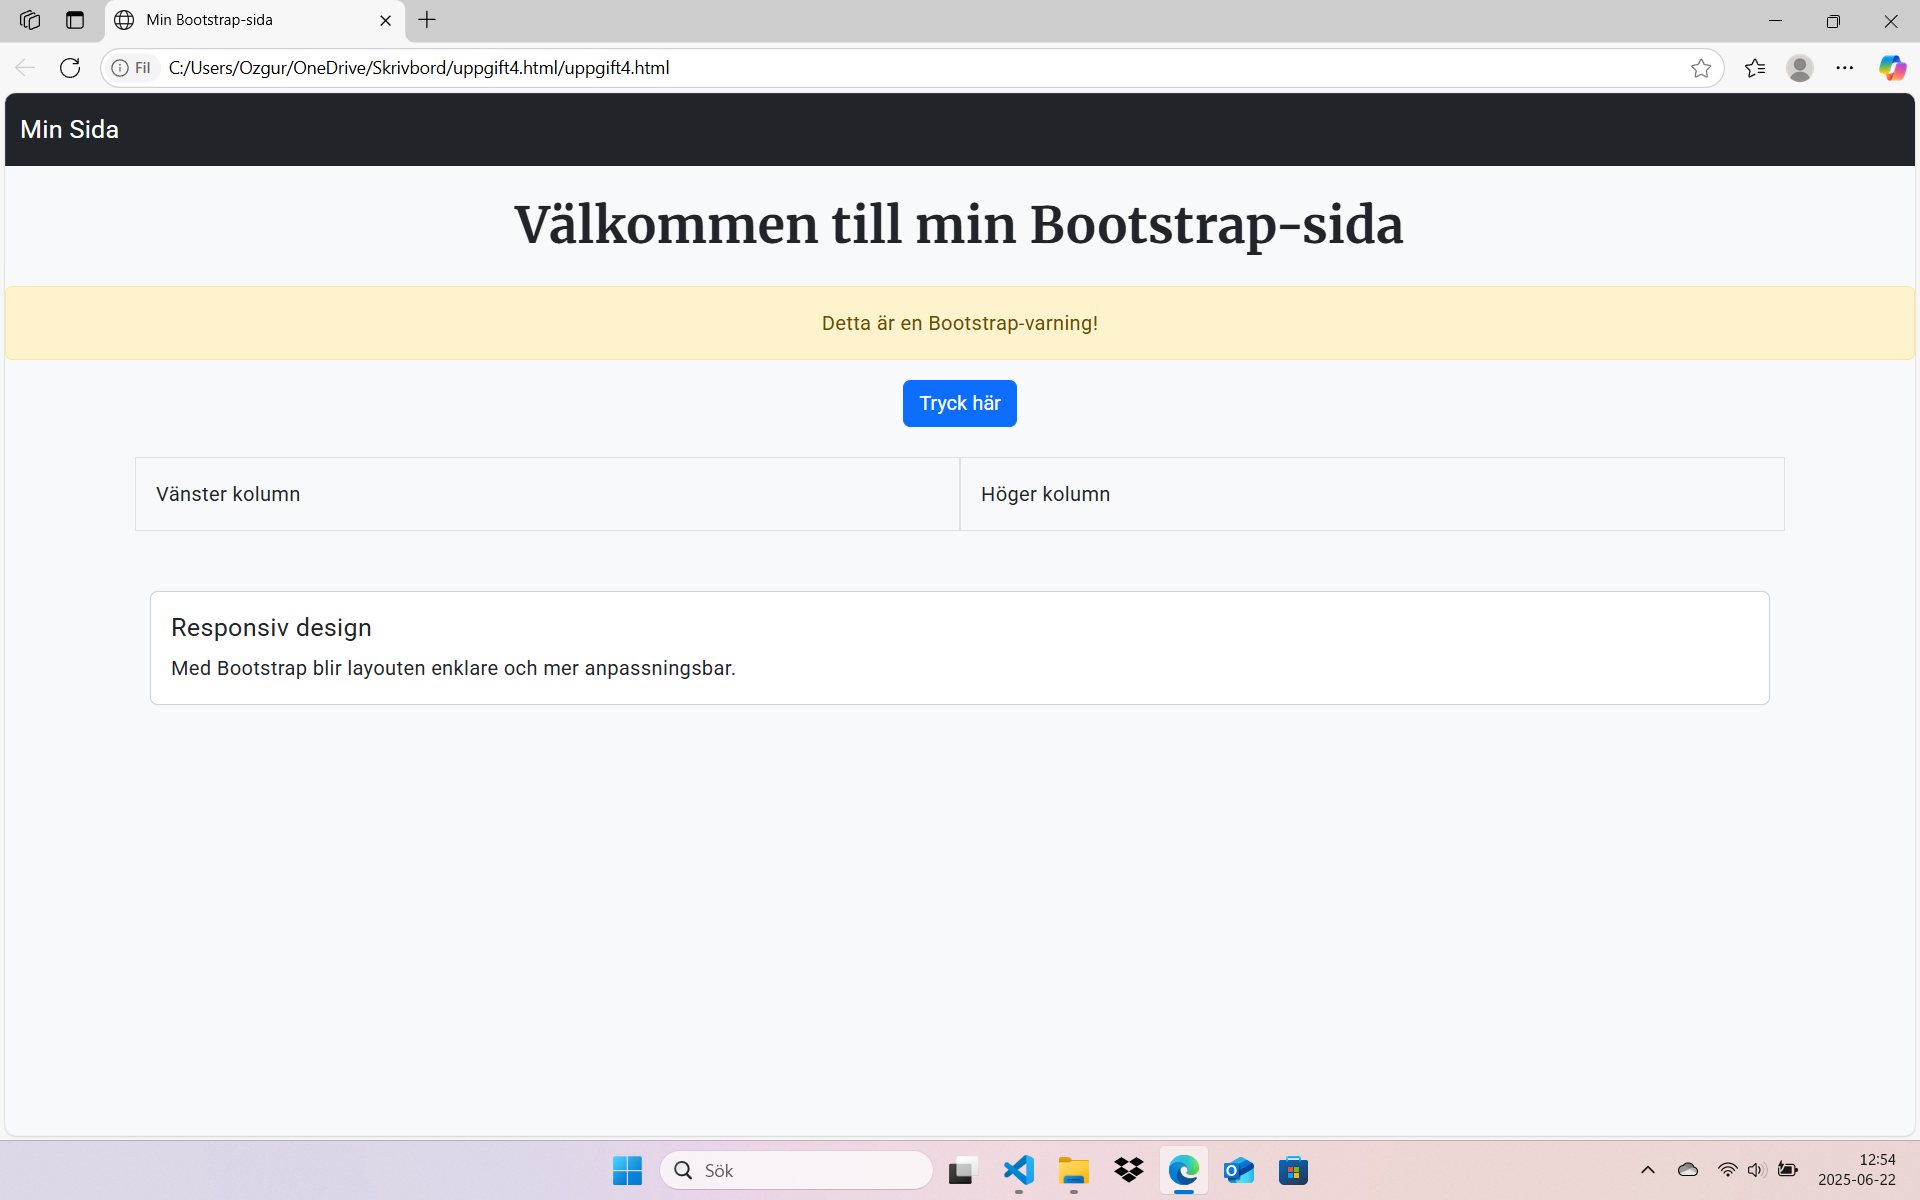 Min Bootstrap-sida
Fil C:/Users/Ozgur/OneDrive/Skrivbord/uppgift4.html/uppgift4.html
Min Sida
Välkommen till min Bootstrap-sida
Detta är en Bootstrap-varning!
Tryck här
Vänster kolumn
Höger kolumn
Responsiv design
Med Bootstrap blir layouten enklare och mer anpassningsbar.
Sök
12:54
2025-06-22